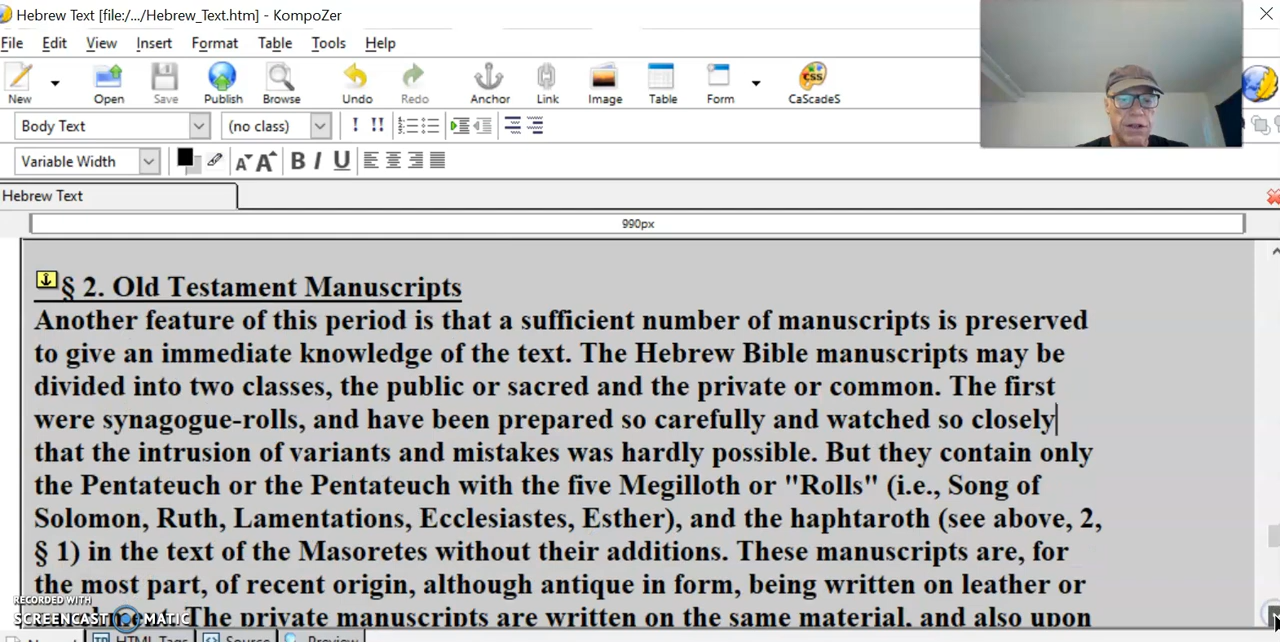 Hebrew Text [file:/.../Hebrew_Text.htm] - KompoZer
File Edit View Insert Format Table Tools Help
New Open Save Publish Browse Undo Redo Anchor Link Image Table Form CaScadeS
Body Text (no class) ! !!
Variable Width A A B I U
Hebrew Text
990px
§ 2. Old Testament Manuscripts
Another feature of this period is that a sufficient number of manuscripts is preserved
to give an immediate knowledge of the text. The Hebrew Bible manuscripts may be
divided into two classes, the public or sacred and the private or common. The first
were synagogue-rolls, and have been prepared so carefully and watched so closely
that the intrusion of variants and mistakes was hardly possible. But they contain only
the Pentateuch or the Pentateuch with the five Megilloth or "Rolls" (i.e., Song of
Solomon, Ruth, Lamentations, Ecclesiastes, Esther), and the haphtaroth (see above, 2,
§ 1) in the text of the Masoretes without their additions. These manuscripts are, for
the most part, of recent origin, although antique in form, being written on leather or
The private manuscripts are written on the same material, and also upon
RECORDED WITH
SCREENCAST MATIC
HTML Tags Source Preview